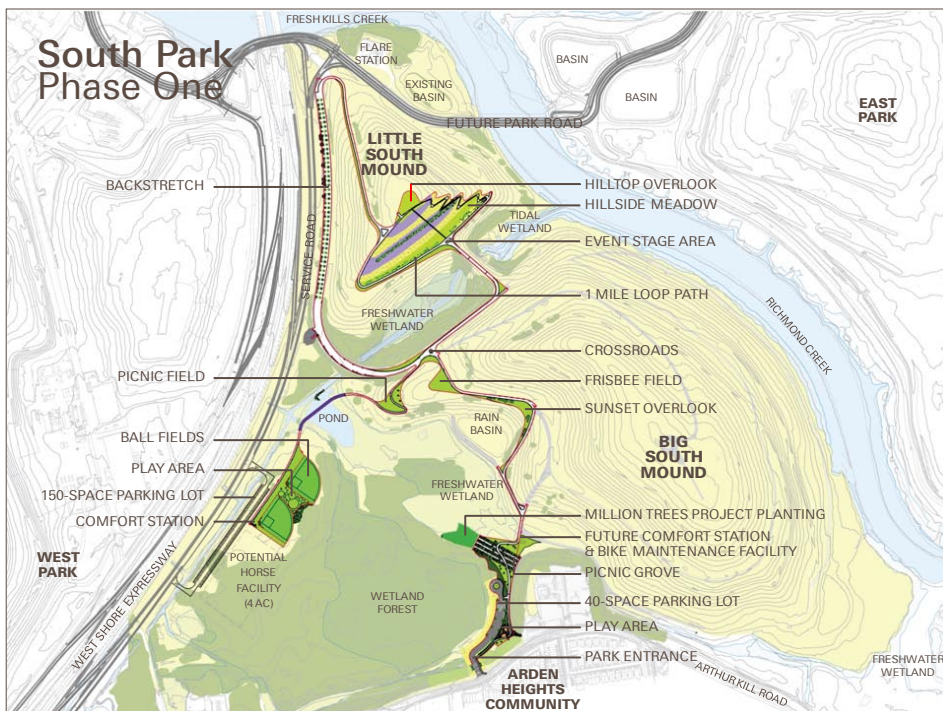 South Park
Phase One
FRESH KILLS CREEK
FLARE
STATION
EXISTING
BASIN
BASIN
BASIN
EAST
PARK
FUTURE PARK ROAD
LITTLE
SOUTH
MOUND
BACKSTRETCH
SERVICE ROAD
HILLTOP OVERLOOK
HILLSIDE MEADOW
TIDAL
WETLAND
EVENT STAGE AREA
1 MILE LOOP PATH
FRESHWATER
WETLAND
RICHMOND CREEK
CROSSROADS
PICNIC FIELD
FRISBEE FIELD
SUNSET OVERLOOK
POND
RAIN
BASIN
BALL FIELDS
PLAY AREA
150-SPACE PARKING LOT
COMFORT STATION
BIG
SOUTH
MOUND
FRESHWATER
WETLAND
MILLION TREES PROJECT PLANTING
FUTURE COMFORT STATION
& BIKE MAINTENANCE FACILITY
WEST
PARK
WEST SHORE EXPRESSWAY
POTENTIAL
HORSE
FACILITY
(4 AC)
WETLAND
FOREST
PICNIC GROVE
40-SPACE PARKING LOT
PLAY AREA
PARK ENTRANCE
ARDEN
HEIGHTS
COMMUNITY
ARTHUR KILL ROAD
FRESHWATER
WETLAND